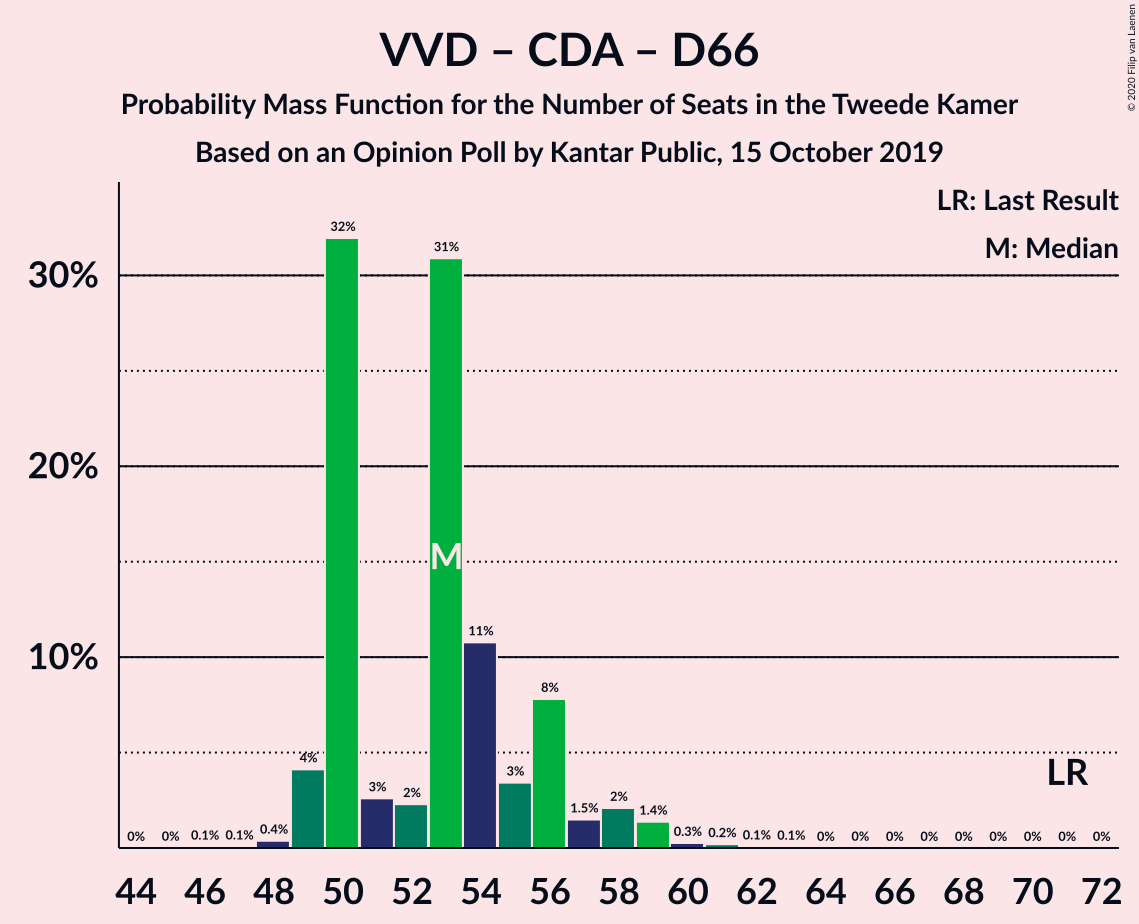 VVD – CDA – D66
Probability Mass Function for the Number of Seats in the Tweede Kamer
Based on an Opinion Poll by Kantar Public, 15 October 2019
© 2020 Filip van Laenen
LR: Last Result
M: Median
30%
20%
10%
0% 0% 0.1% 0.1% 0.4% 4% 32% 3% 2% 31% 11% 3% 8% 1.5% 2% 1.4% 0.3% 0.2% 0.1% 0.1% 0% 0% 0% 0% 0% 0% 0% 0% 0%
M
LR
44 46 48 50 52 54 56 58 60 62 64 66 68 70 72